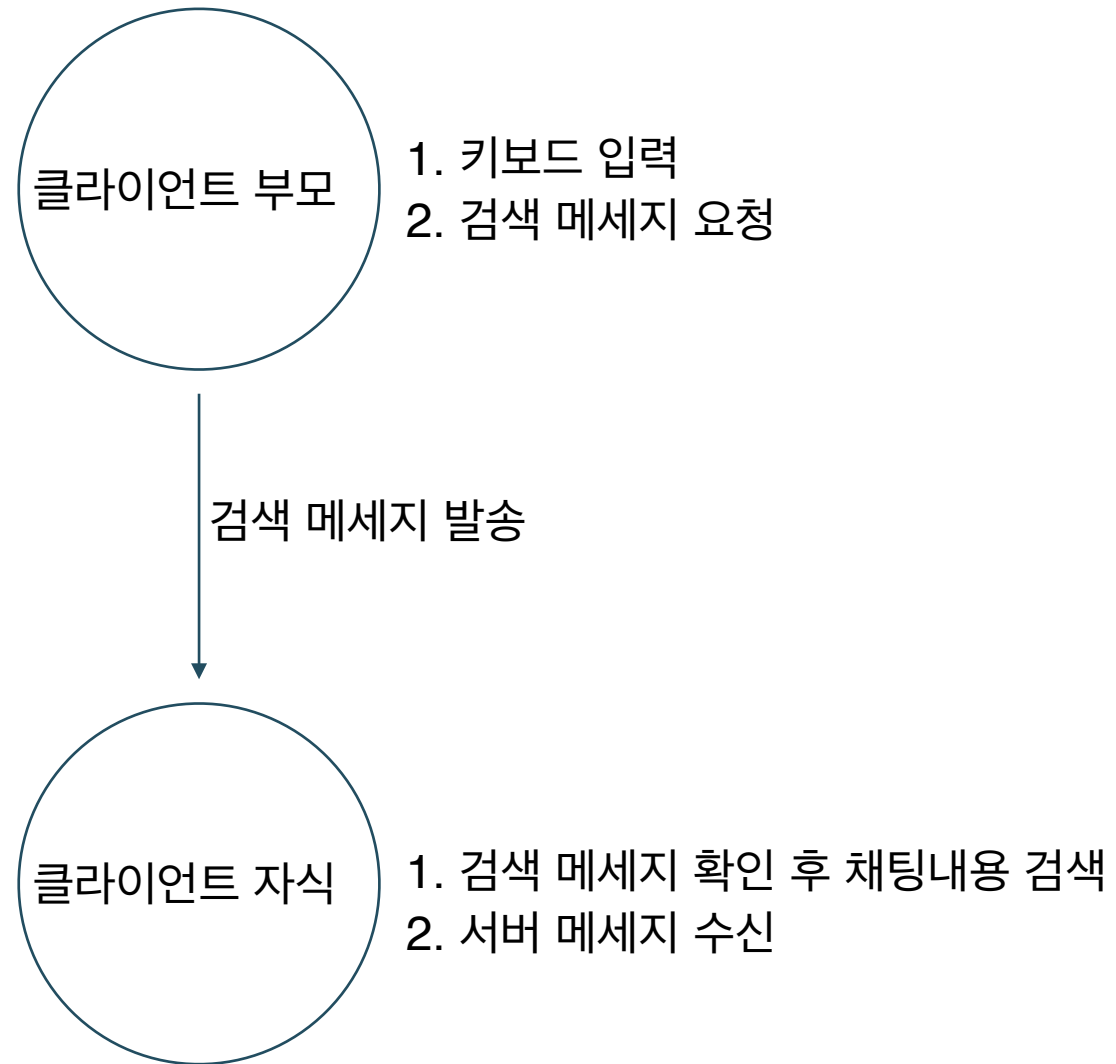 클라이언트 부모
1. 키보드 입력
2. 검색 메세지 요청
검색 메세지 발송
클라이언트 자식
1. 검색 메세지 확인 후 채팅내용 검색
2. 서버 메세지 수신